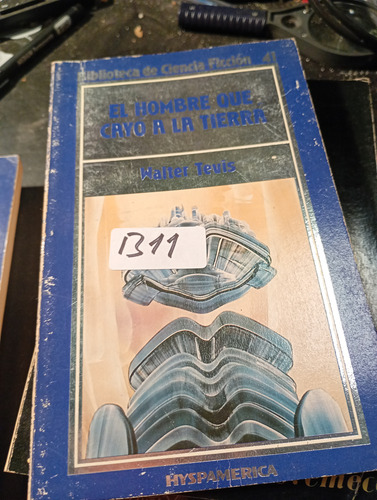 Biblioteca de Ciencia Ficción 41
EL HOMBRE QUE
CAYO A LA TIERRA
Walter Tevis
B11
HYSPAMERICA